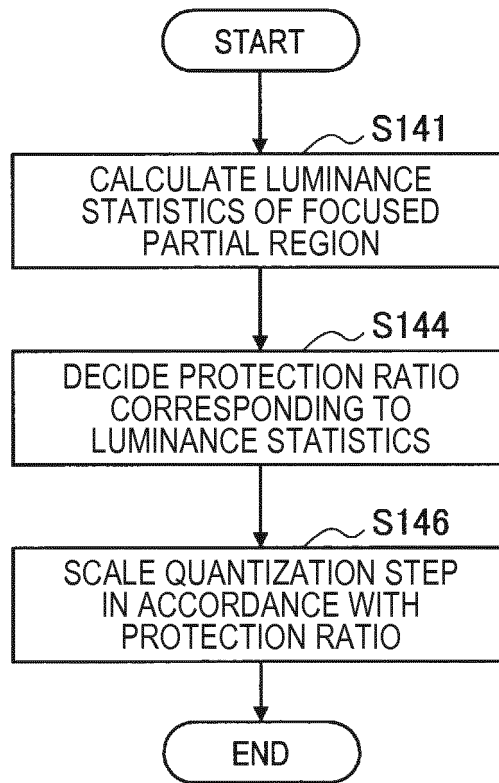 START
S141
CALCULATE LUMINANCE
STATISTICS OF FOCUSED
PARTIAL REGION
S144
DECIDE PROTECTION RATIO
CORRESPONDING TO
LUMINANCE STATISTICS
S146
SCALE QUANTIZATION STEP
IN ACCORDANCE WITH
PROTECTION RATIO
END